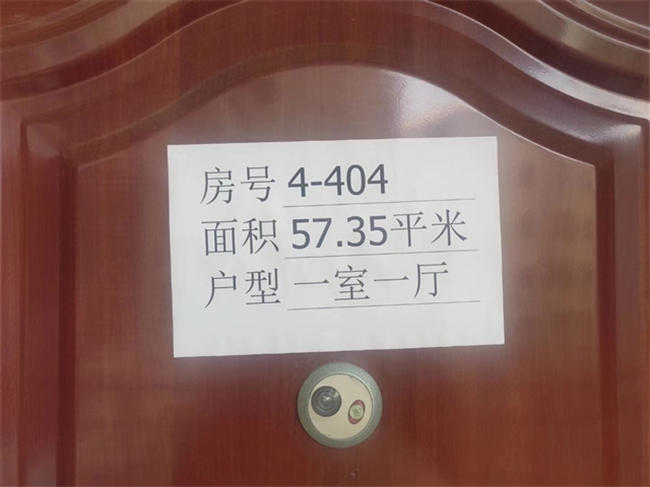 房号 4-404
面积 57.35平米
户型 一室一厅